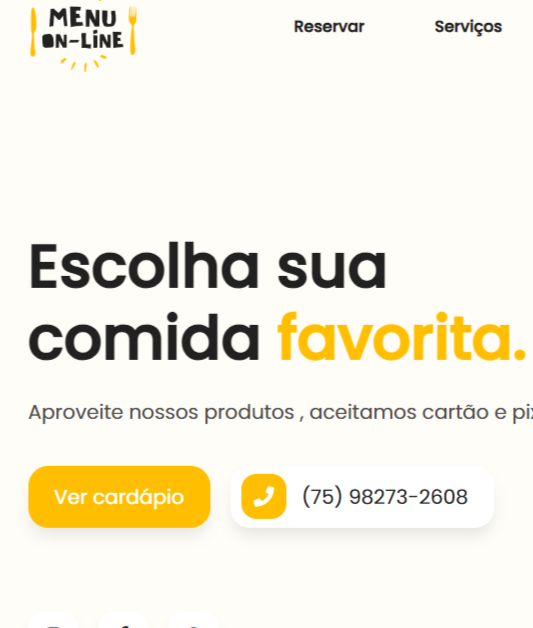 MENU
ON-LINE
Reservar
Serviços
Escolha sua
comida favorita.
Aproveite nossos produtos , aceitamos cartão e pix
Ver cardápio
(75) 98273-2608